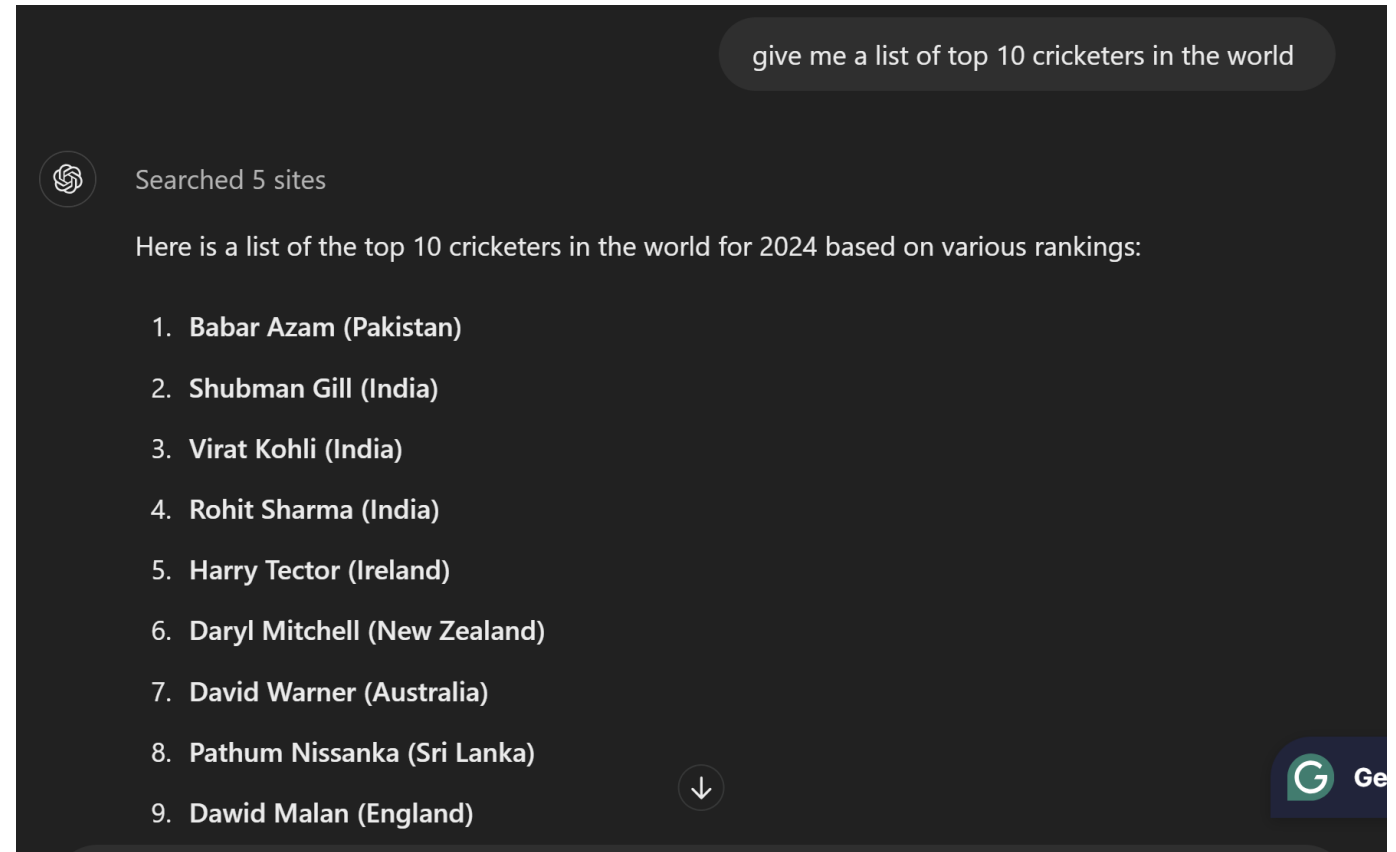 give me a list of top 10 cricketers in the world
Searched 5 sites
Here is a list of the top 10 cricketers in the world for 2024 based on various rankings:
1. Babar Azam (Pakistan)
2. Shubman Gill (India)
3. Virat Kohli (India)
4. Rohit Sharma (India)
5. Harry Tector (Ireland)
6. Daryl Mitchell (New Zealand)
7. David Warner (Australia)
8. Pathum Nissanka (Sri Lanka)
Ge
9. Dawid Malan (England)